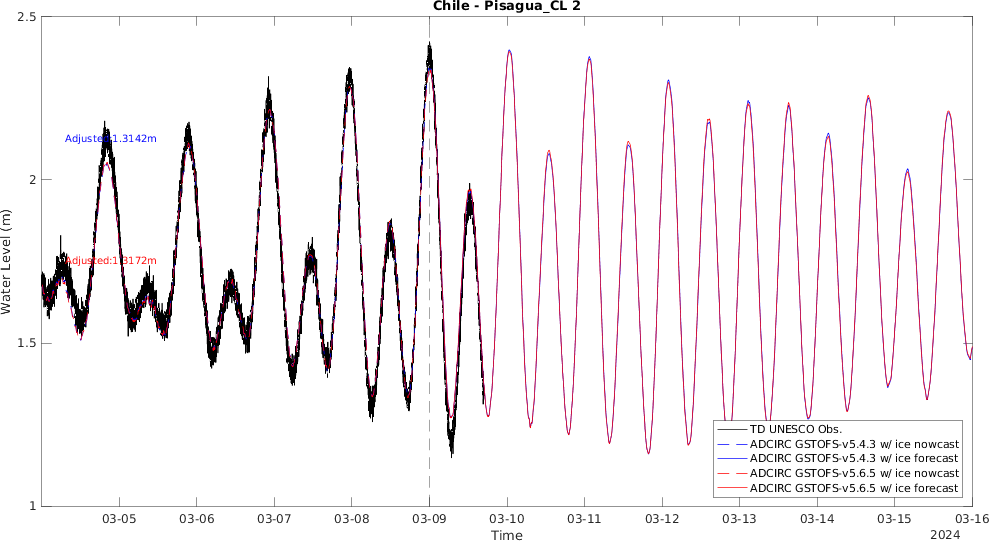 Chile - Pisagua_CL 2
2.5
2
1.5
1
Water Level (m)
Adjusted:1.3142m
Adjusted:1.3172m
TD UNESCO Obs.
ADCIRC GSTOFS-v5.4.3 w/ ice nowcast
ADCIRC GSTOFS-v5.4.3 w/ ice forecast
ADCIRC GSTOFS-v5.6.5 w/ ice nowcast
ADCIRC GSTOFS-v5.6.5 w/ ice forecast
03-05 03-06 03-07 03-08 03-09 03-10 03-11 03-12 03-13 03-14 03-15 03-16
Time
2024